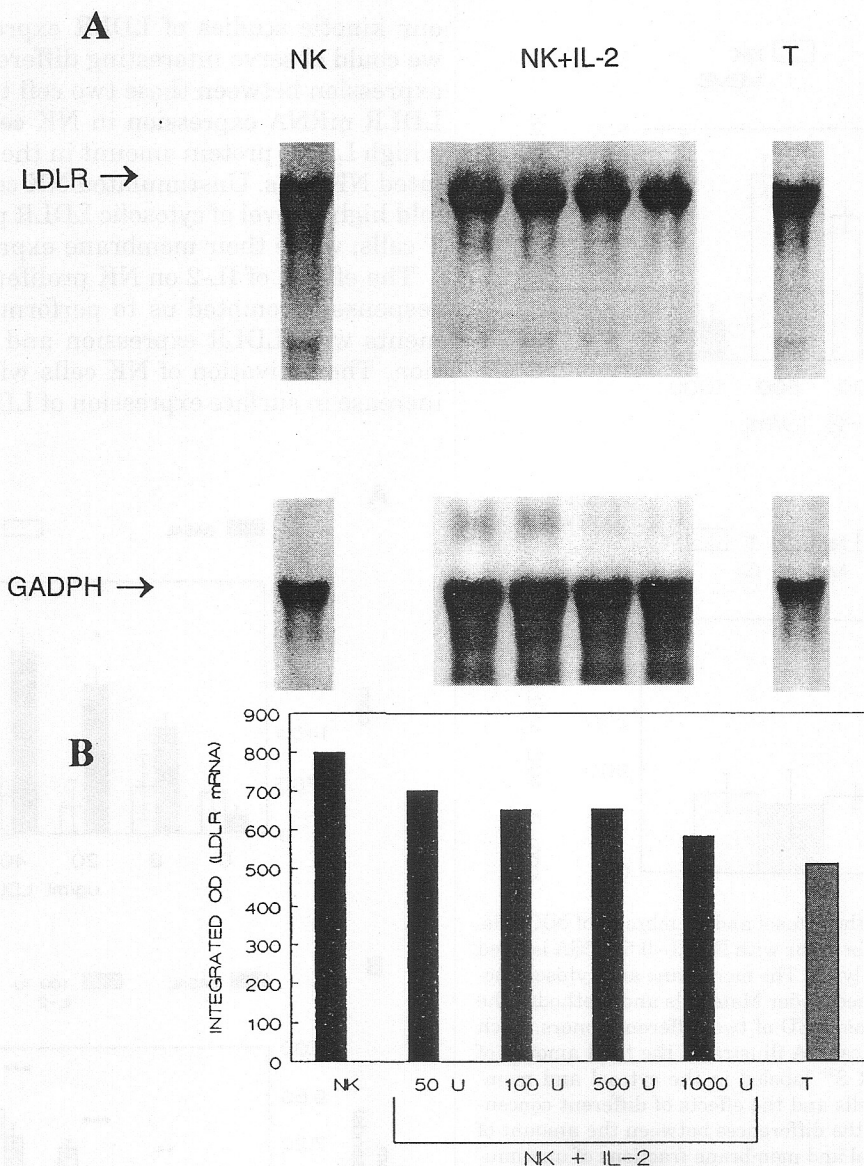 A
NK NK+IL-2 T
LDLR →
GADPH →
B
INTEGRATED OD (LDLR mRNA)
900
800
700
600
500
400
300
200
100
0
NK 50 U 100 U 500 U 1000 U T
NK + IL-2